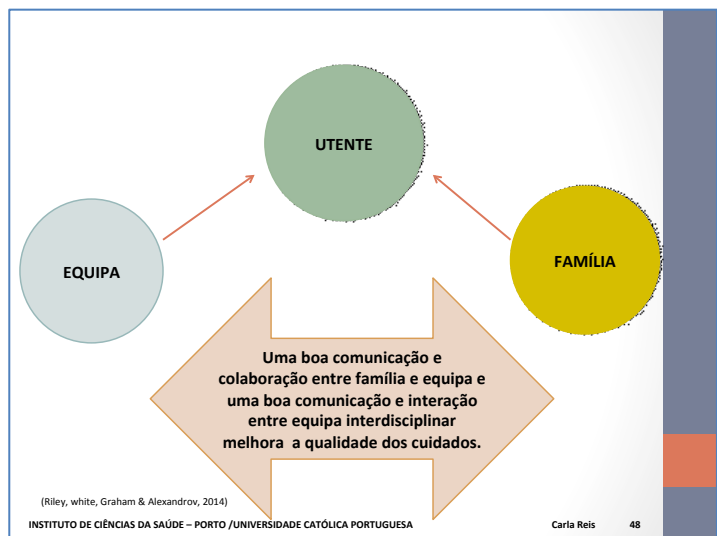 UTENTE
EQUIPA
FAMÍLIA
Uma boa comunicação e
colaboração entre família e equipa e
uma boa comunicação e interação
entre equipa interdisciplinar
melhora a qualidade dos cuidados.
(Riley, white, Graham & Alexandrov, 2014)
INSTITUTO DE CIÊNCIAS DA SAÚDE – PORTO /UNIVERSIDADE CATÓLICA PORTUGUESA Carla Reis 48